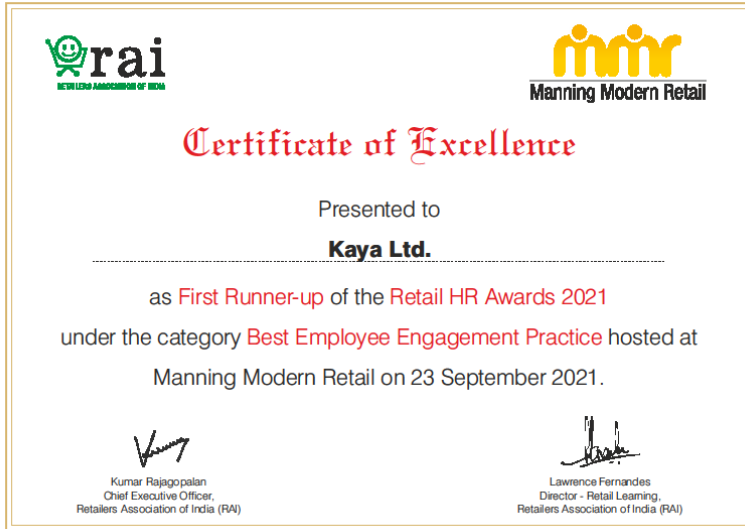 rai
RETAILERS ASSOCIATION OF INDIA
mmr
Manning Modern Retail
Certificate of Excellence
Presented to
Kaya Ltd.
as First Runner-up of the Retail HR Awards 2021
under the category Best Employee Engagement Practice hosted at
Manning Modern Retail on 23 September 2021.
Kumar Rajagopalan
Chief Executive Officer,
Retailers Association of India (RAI)
Lawrence Fernandes
Director - Retail Learning,
Retailers Association of India (RAI)